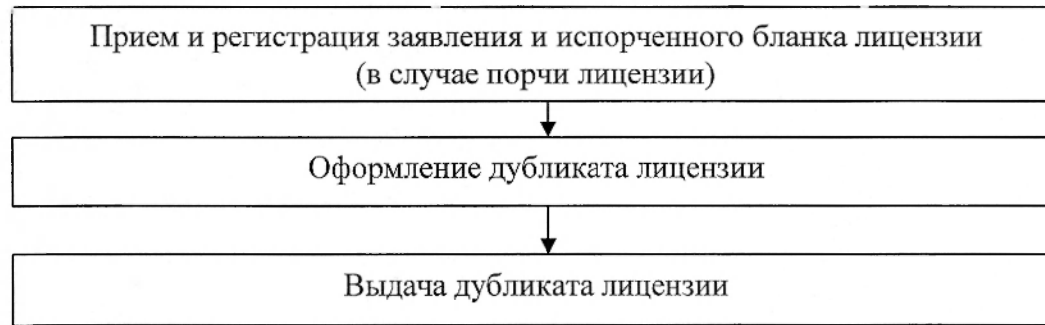 Прием и регистрация заявления и испорченного бланка лицензии
(в случае порчи лицензии)
Оформление дубликата лицензии
Выдача дубликата лицензии